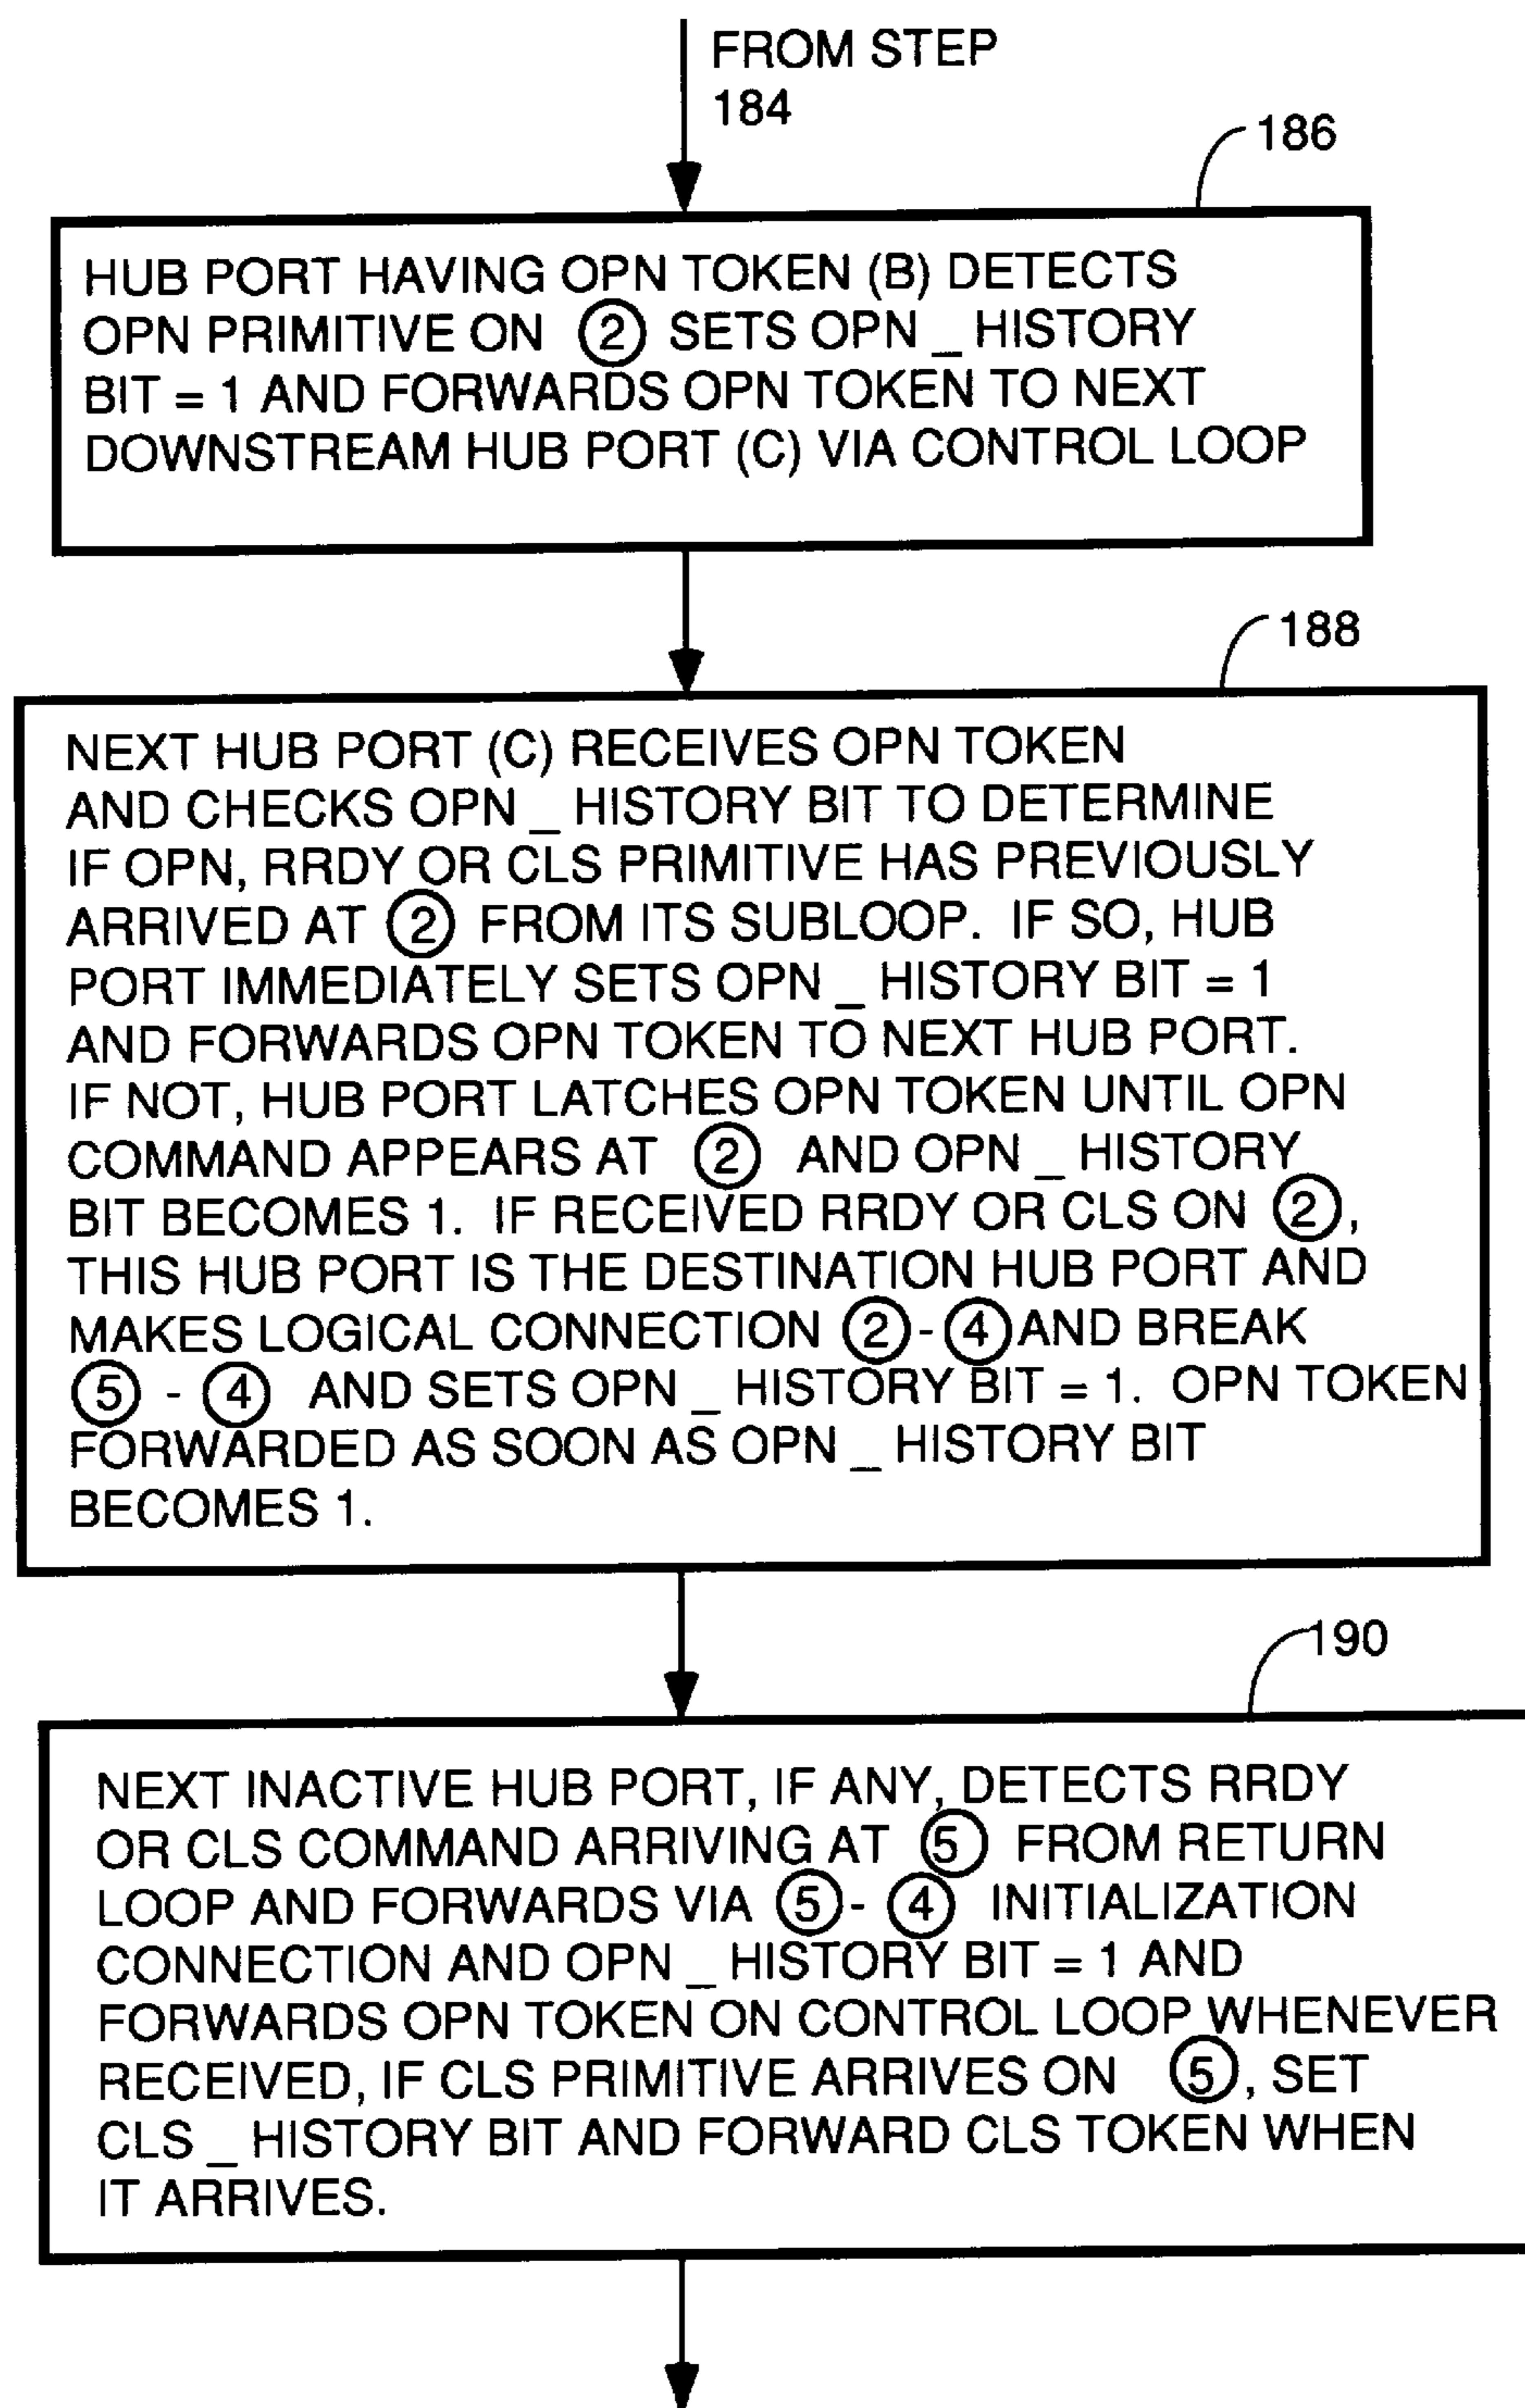 FROM STEP
184
186
HUB PORT HAVING OPN TOKEN (B) DETECTS
OPN PRIMITIVE ON ② SETS OPN _ HISTORY
BIT = 1 AND FORWARDS OPN TOKEN TO NEXT
DOWNSTREAM HUB PORT (C) VIA CONTROL LOOP
188
NEXT HUB PORT (C) RECEIVES OPN TOKEN
AND CHECKS OPN _ HISTORY BIT TO DETERMINE
IF OPN, RRDY OR CLS PRIMITIVE HAS PREVIOUSLY
ARRIVED AT ② FROM ITS SUBLOOP. IF SO, HUB
PORT IMMEDIATELY SETS OPN _ HISTORY BIT = 1
AND FORWARDS OPN TOKEN TO NEXT HUB PORT.
IF NOT, HUB PORT LATCHES OPN TOKEN UNTIL OPN
COMMAND APPEARS AT ② AND OPN _ HISTORY
BIT BECOMES 1. IF RECEIVED RRDY OR CLS ON ②,
THIS HUB PORT IS THE DESTINATION HUB PORT AND
MAKES LOGICAL CONNECTION ② - ④ AND BREAK
⑤ - ④ AND SETS OPN _ HISTORY BIT = 1. OPN TOKEN
FORWARDED AS SOON AS OPN _ HISTORY BIT
BECOMES 1.
190
NEXT INACTIVE HUB PORT, IF ANY, DETECTS RRDY
OR CLS COMMAND ARRIVING AT ⑤ FROM RETURN
LOOP AND FORWARDS VIA ⑤ - ④ INITIALIZATION
CONNECTION AND OPN _ HISTORY BIT = 1 AND
FORWARDS OPN TOKEN ON CONTROL LOOP WHENEVER
RECEIVED, IF CLS PRIMITIVE ARRIVES ON ⑤, SET
CLS _ HISTORY BIT AND FORWARD CLS TOKEN WHEN
IT ARRIVES.